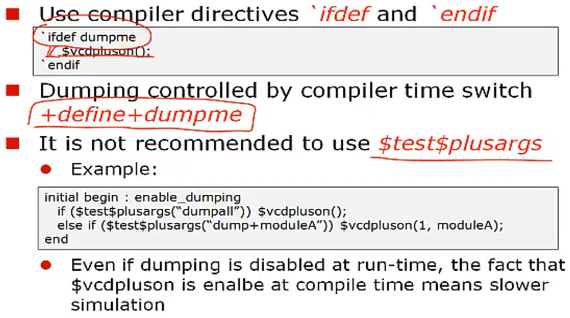 Use compiler directives `ifdef and `endif
`ifdef dumpme
$vcdpluson();
`endif
Dumping controlled by compiler time switch
+define+dumpme
It is not recommended to use $test$plusargs
Example:
initial begin : enable_dumping
if ($test$plusargs("dumpall")) $vcdpluson();
else if ($test$plusargs("dump+moduleA")) $vcdpluson(1, moduleA);
end
Even if dumping is disabled at run-time, the fact that
$vcdpluson is enalbe at compile time means slower
simulation